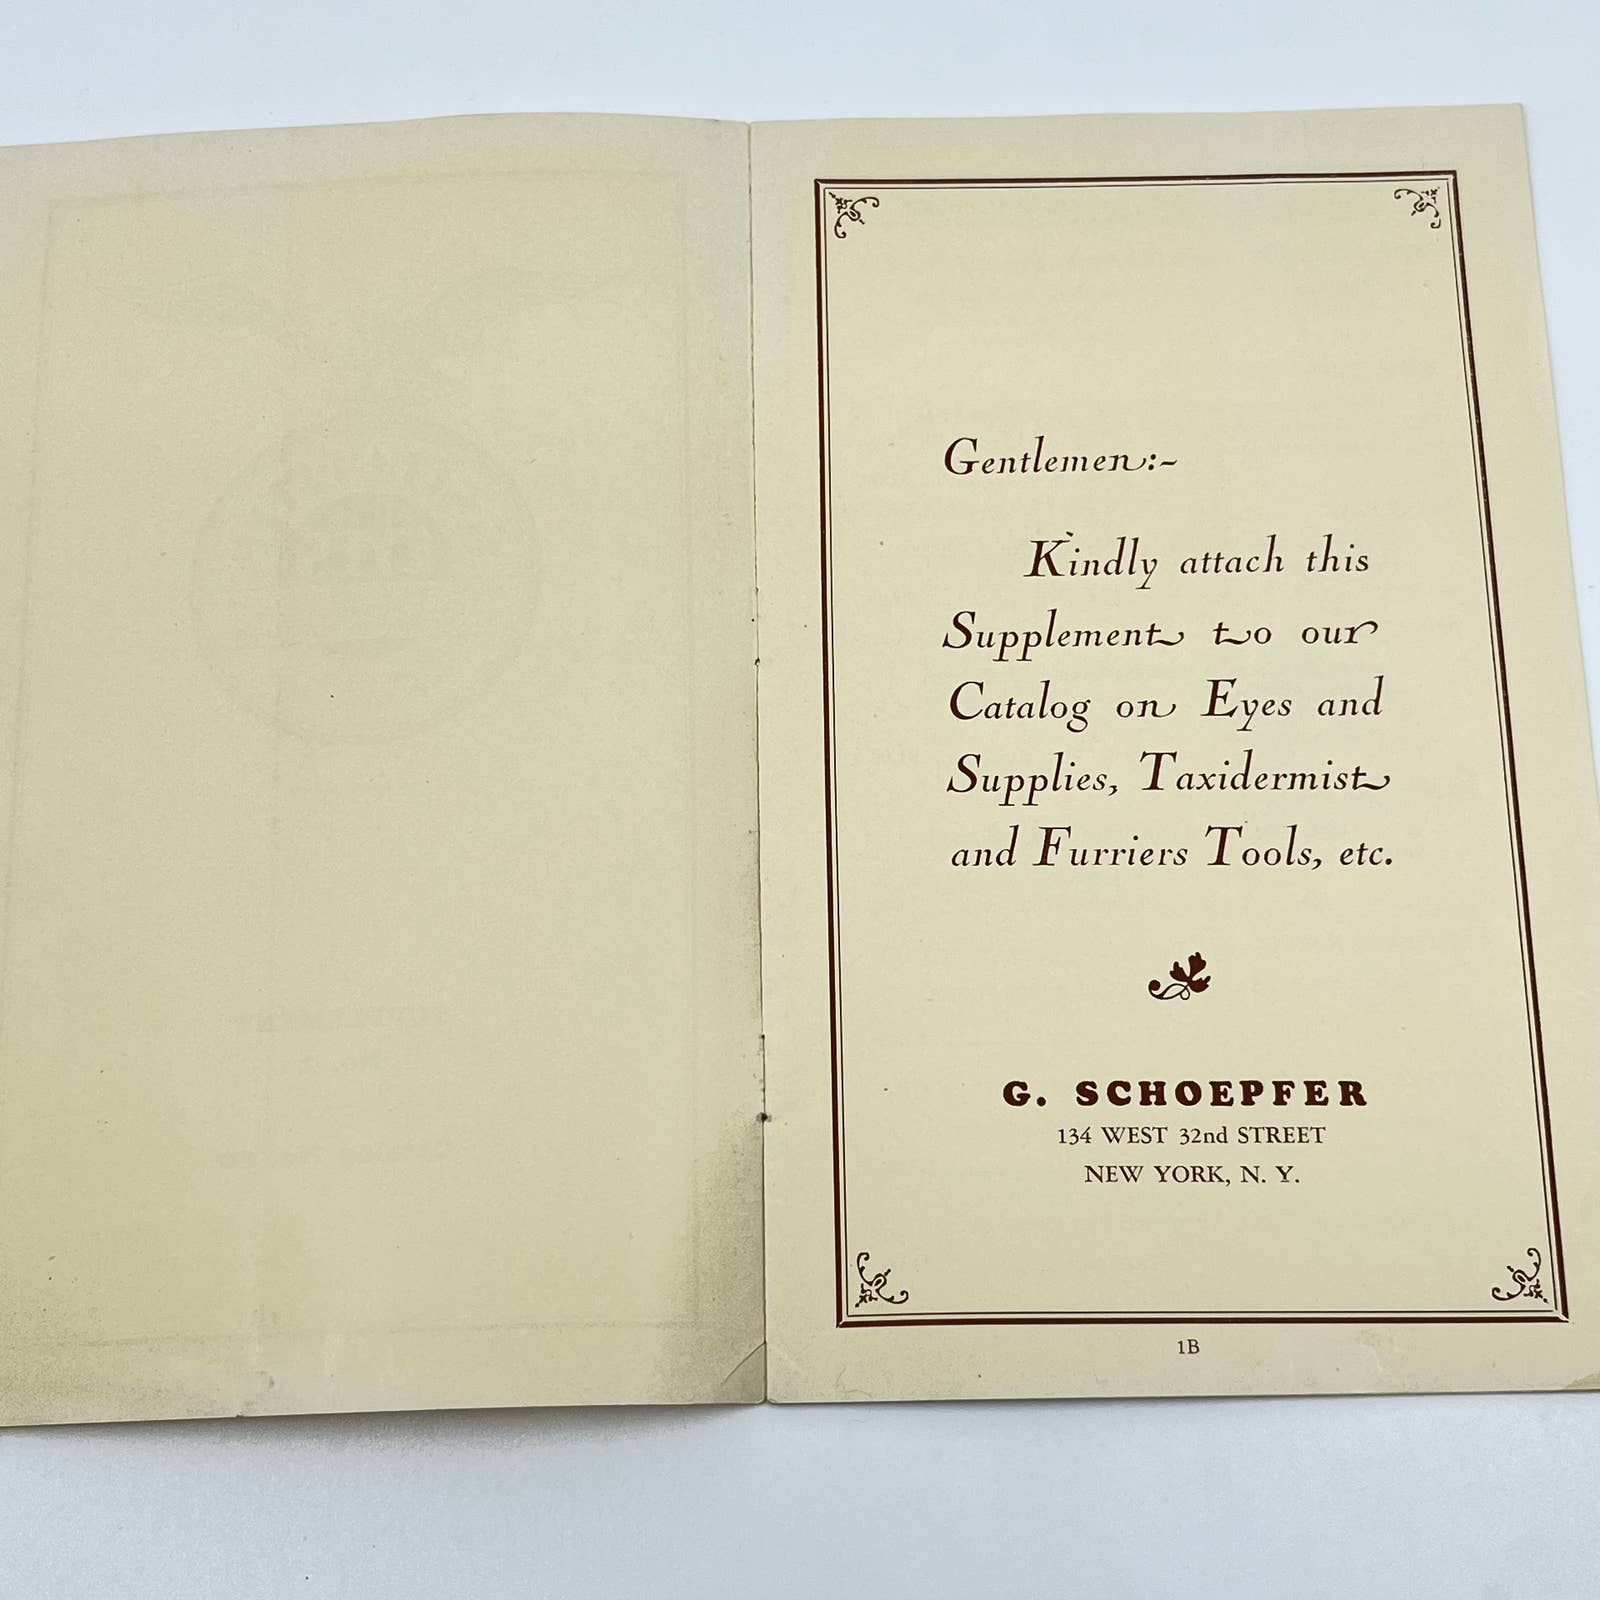 Gentlemen:-
Kindly attach this
Supplement to our
Catalog on Eyes and
Supplies, Taxidermist
and Furriers Tools, etc.
G. SCHOEPFER
134 WEST 32nd STREET
NEW YORK, N. Y.
1B